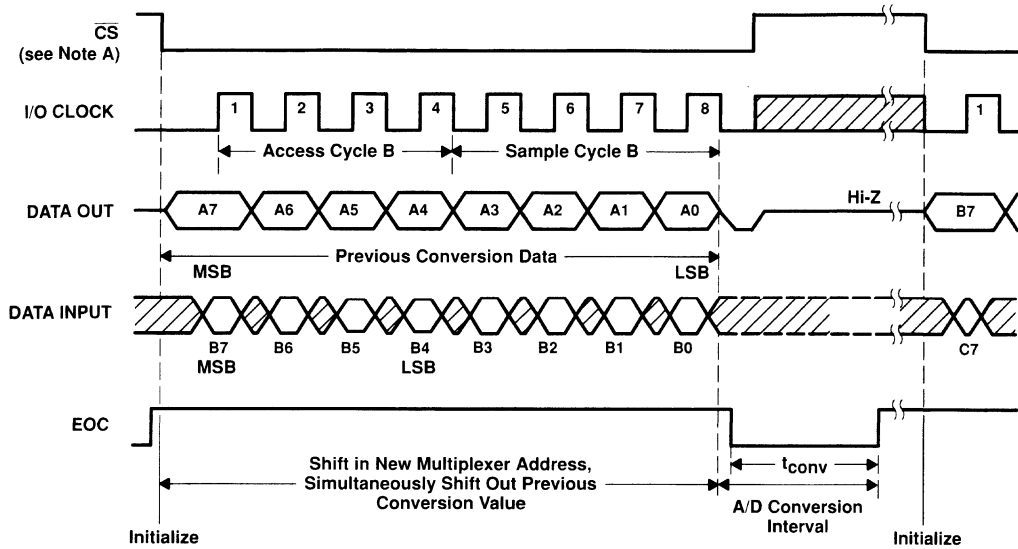 CS
(see Note A)
I/O CLOCK
1 2 3 4 5 6 7 8 1
Access Cycle B Sample Cycle B
DATA OUT
A7 A6 A5 A4 A3 A2 A1 A0 Hi-Z B7
Previous Conversion Data
MSB LSB
DATA INPUT
B7 B6 B5 B4 B3 B2 B1 B0 C7
MSB LSB
EOC
Shift in New Multiplexer Address,
Simultaneously Shift Out Previous
Conversion Value
tconv
A/D Conversion
Interval
Initialize Initialize